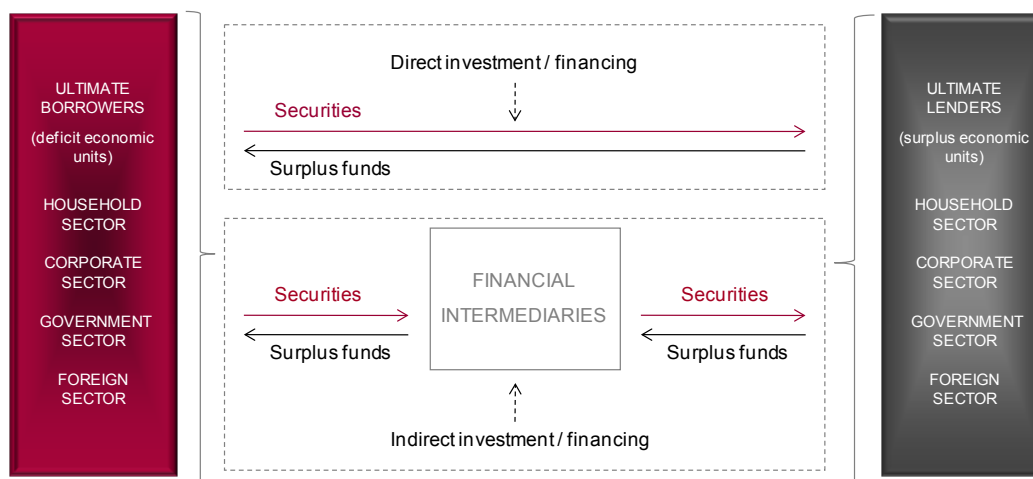 ULTIMATE
BORROWERS
(deficit economic
units)
HOUSEHOLD
SECTOR
CORPORATE
SECTOR
GOVERNMENT
SECTOR
FOREIGN
SECTOR
Direct investment / financing
Securities
Surplus funds
FINANCIAL
INTERMEDIARIES
Securities
Surplus funds
Securities
Surplus funds
Indirect investment / financing
ULTIMATE
LENDERS
(surplus economic
units)
HOUSEHOLD
SECTOR
CORPORATE
SECTOR
GOVERNMENT
SECTOR
FOREIGN
SECTOR